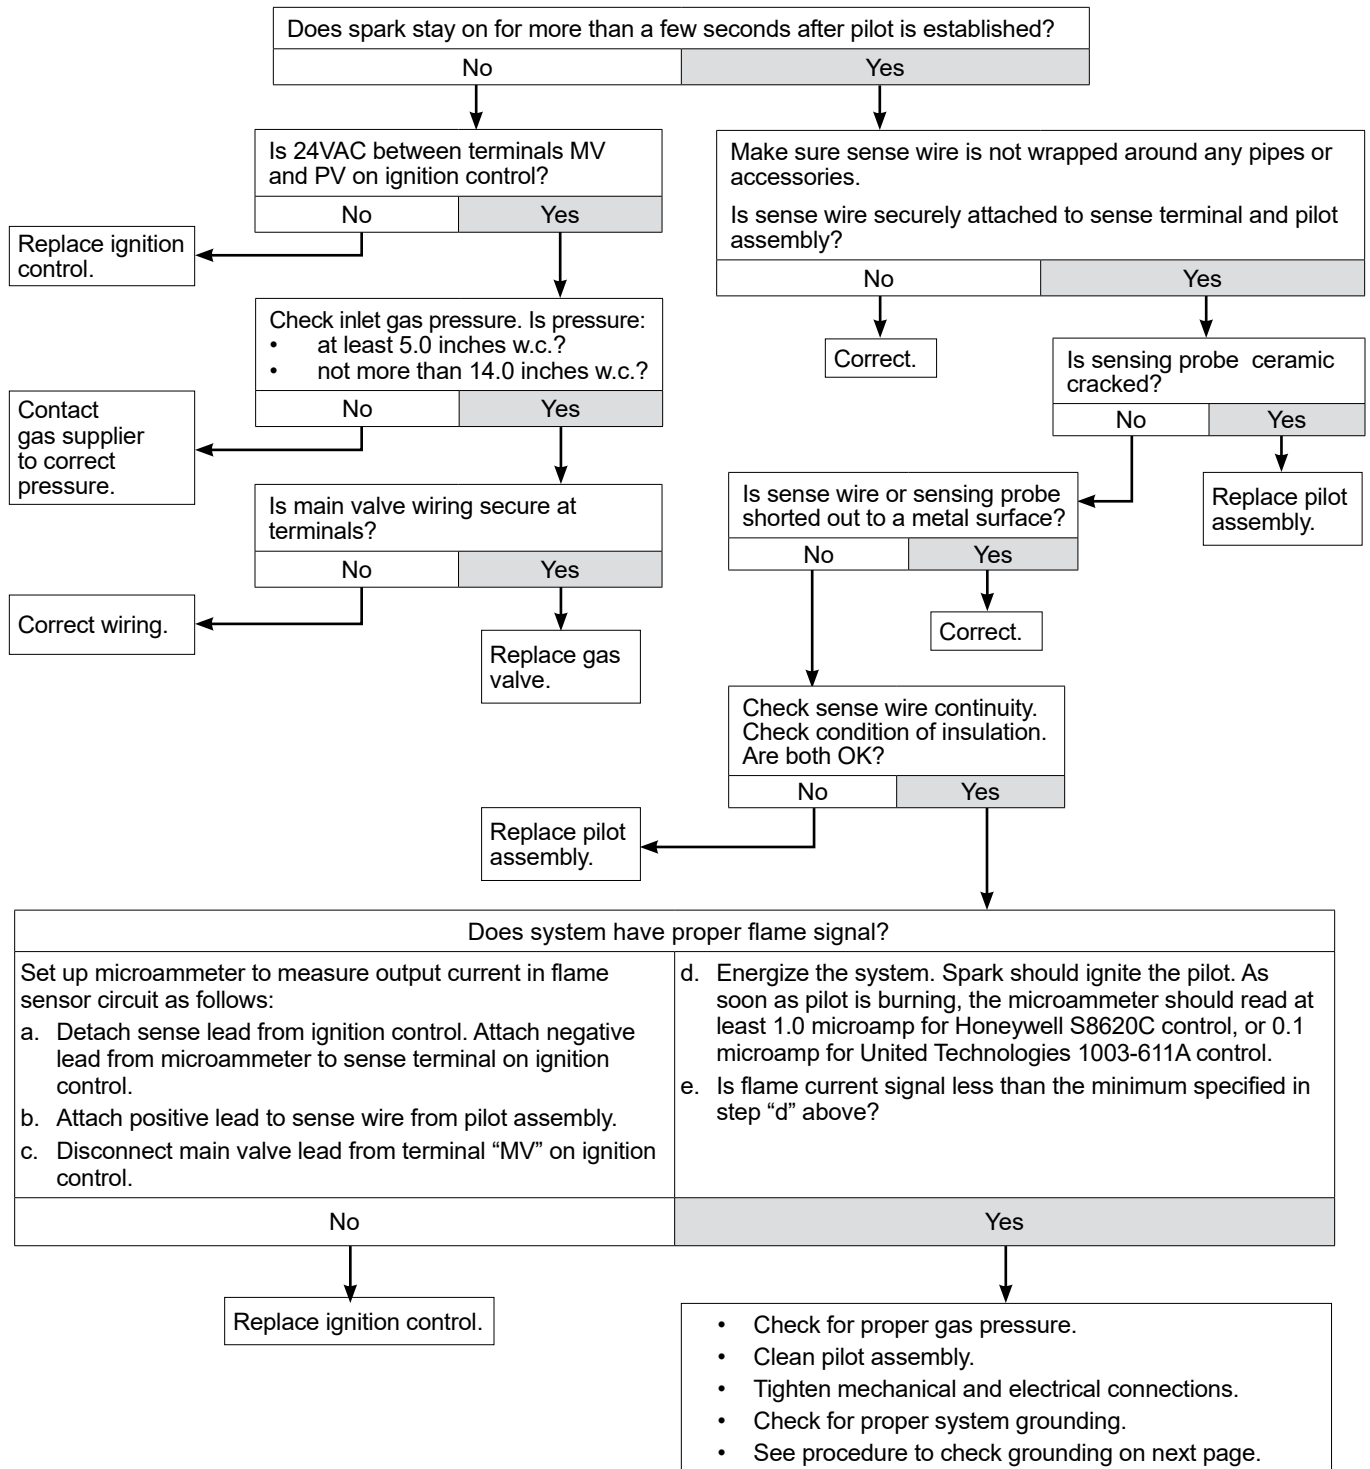 Does spark stay on for more than a few seconds after pilot is established?
No
Yes
Is 24VAC between terminals MV
and PV on ignition control?
No
Yes
Replace ignition
control.
Check inlet gas pressure. Is pressure:
• at least 5.0 inches w.c.?
• not more than 14.0 inches w.c.?
No
Yes
Contact
gas supplier
to correct
pressure.
Is main valve wiring secure at
terminals?
No
Yes
Correct wiring.
Replace gas
valve.
Make sure sense wire is not wrapped around any pipes or
accessories.
Is sense wire securely attached to sense terminal and pilot
assembly?
No
Yes
Correct.
Is sensing probe ceramic
cracked?
No
Yes
Replace pilot
assembly.
Is sense wire or sensing probe
shorted out to a metal surface?
No
Yes
Correct.
Check sense wire continuity.
Check condition of insulation.
Are both OK?
No
Yes
Replace pilot
assembly.
Does system have proper flame signal?
Set up microammeter to measure output current in flame
sensor circuit as follows:
a. Detach sense lead from ignition control. Attach negative
lead from microammeter to sense terminal on ignition
control.
b. Attach positive lead to sense wire from pilot assembly.
c. Disconnect main valve lead from terminal “MV” on ignition
control.
d. Energize the system. Spark should ignite the pilot. As
soon as pilot is burning, the microammeter should read at
least 1.0 microamp for Honeywell S8620C control, or 0.1
microamp for United Technologies 1003-611A control.
e. Is flame current signal less than the minimum specified in
step “d” above?
No
Yes
Replace ignition control.
• Check for proper gas pressure.
• Clean pilot assembly.
• Tighten mechanical and electrical connections.
• Check for proper system grounding.
• See procedure to check grounding on next page.